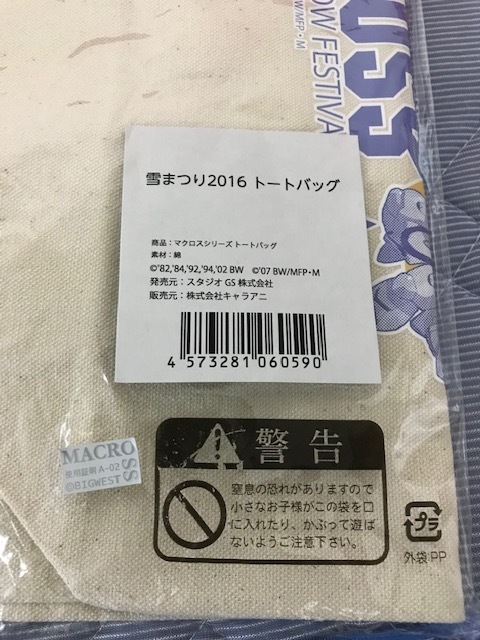 OSS
OW FESTIVA
BW/MFP・M
雪まつり2016 トートバッグ
商品：マクロスシリーズ トートバッグ
素材：綿
©'82,'84,'92,'94,'02 BW　©'07 BW/MFP・M
発売元：スタジオ GS 株式会社
販売元：株式会社キャラアニ
4 573281 060590
MACRO
SS
使用証紙 A-02
©BIGWEST
警告
窒息の恐れがありますので
小さなお子様がこの袋を口
に入れたり、かぶって遊ば
ないようご注意下さい。
プラ
外袋:PP